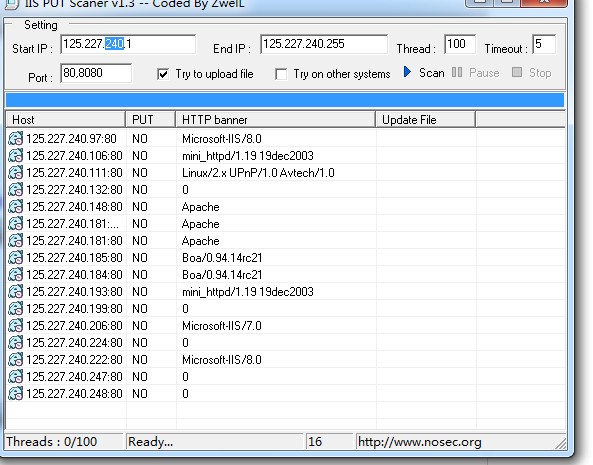 IIS PUT Scaner v1.3 -- Coded By ZwelL
Setting
Start IP : 125.227.240.1 End IP : 125.227.240.255 Thread : 100 Timeout : 5
Port : 80,8080 Try to upload file Try on other systems Scan Pause Stop
Host PUT HTTP banner Update File
125.227.240.97:80 NO Microsoft-IIS/8.0
125.227.240.106:80 NO mini_httpd/1.19 19dec2003
125.227.240.111:80 NO Linux/2.x UPnP/1.0 Avtech/1.0
125.227.240.132:80 NO 0
125.227.240.148:80 NO Apache
125.227.240.181:... NO Apache
125.227.240.181:80 NO Apache
125.227.240.185:80 NO Boa/0.94.14rc21
125.227.240.184:80 NO Boa/0.94.14rc21
125.227.240.193:80 NO mini_httpd/1.19 19dec2003
125.227.240.199:80 NO 0
125.227.240.206:80 NO Microsoft-IIS/7.0
125.227.240.224:80 NO 0
125.227.240.222:80 NO Microsoft-IIS/8.0
125.227.240.247:80 NO 0
125.227.240.248:80 NO 0
Threads : 0/100 Ready... 16 http://www.nosec.org